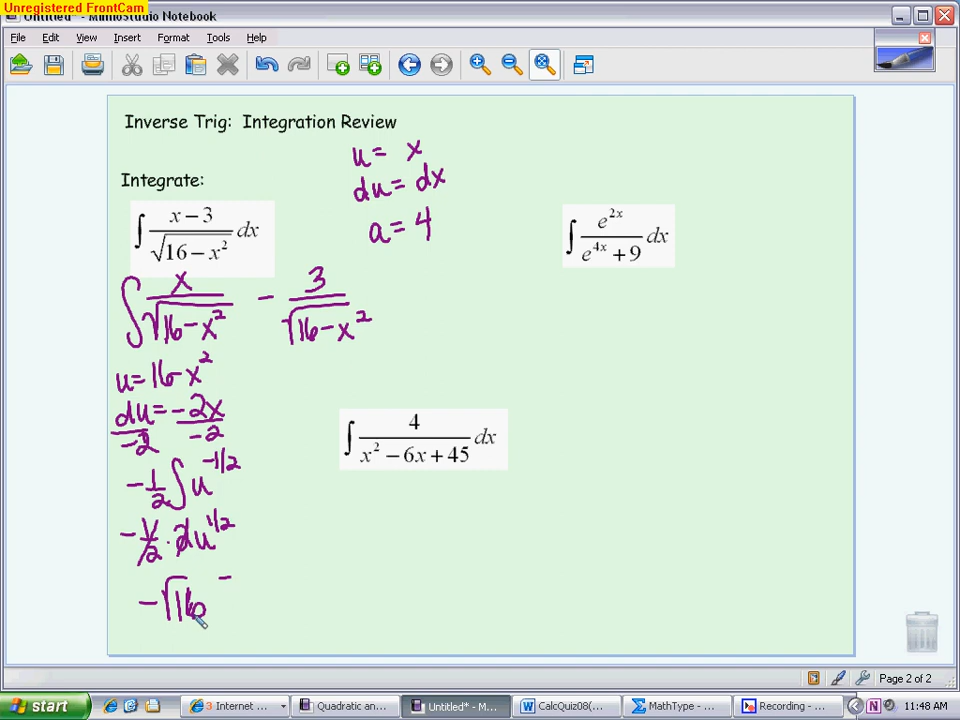 Unregistered FrontCam
Untitled* - MimioStudio Notebook
File Edit View Insert Format Tools Help
Inverse Trig: Integration Review
Integrate:
u = x
du = dx
a = 4
∫ x − 3 / √(16 − x²) dx
∫ e^(2x) / (e^(4x) + 9) dx
∫ x / √(16 − x²) − 3 / √(16 − x²)
u = 16 − x²
du / −2 = −2x / −2
−1/2 ∫ u^(−1/2)
−1/2 · 2u^(1/2)
−√16 −
∫ 4 / (x² − 6x + 45) dx
Page 2 of 2
start
3 Internet ...
Quadratic an...
Untitled* - M...
CalcQuiz08(...
MathType - ...
Recording - ...
11:48 AM